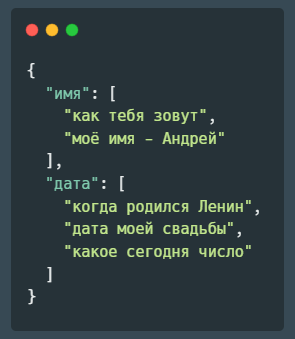 {
  "имя": [
    "как тебя зовут",
    "моё имя - Андрей"
  ],
  "дата": [
    "когда родился Ленин",
    "дата моей свадьбы",
    "какое сегодня число"
  ]
}